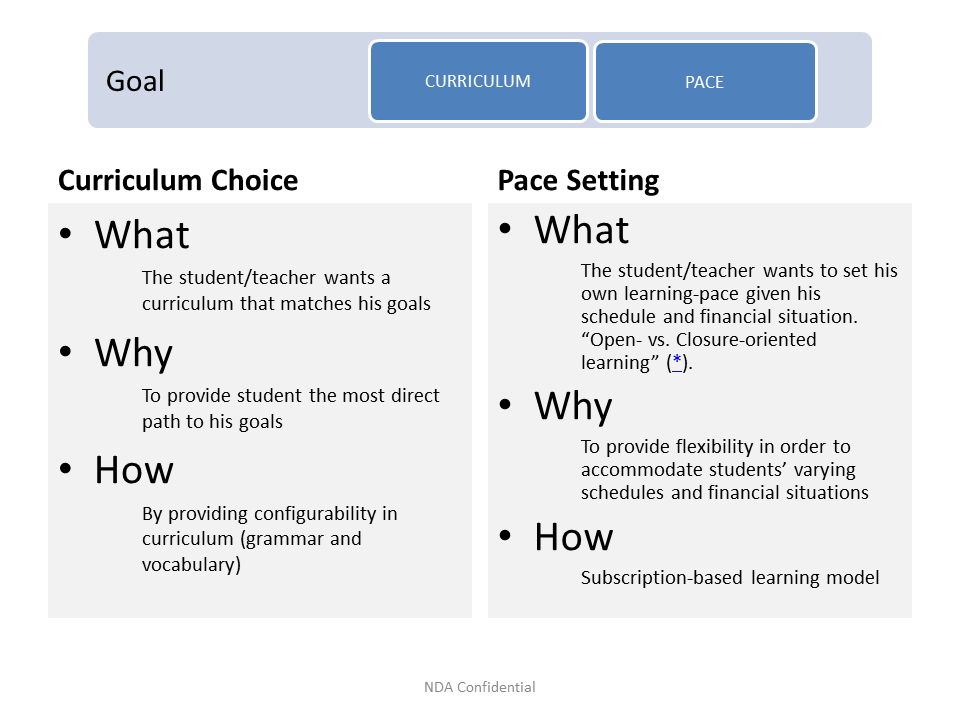 Goal
CURRICULUM
PACE
Curriculum Choice
• What
The student/teacher wants a
curriculum that matches his goals
• Why
To provide student the most direct
path to his goals
• How
By providing configurability in
curriculum (grammar and
vocabulary)
Pace Setting
• What
The student/teacher wants to set his
own learning-pace given his
schedule and financial situation.
“Open- vs. Closure-oriented
learning” (*).
• Why
To provide flexibility in order to
accommodate students’ varying
schedules and financial situations
• How
Subscription-based learning model
NDA Confidential